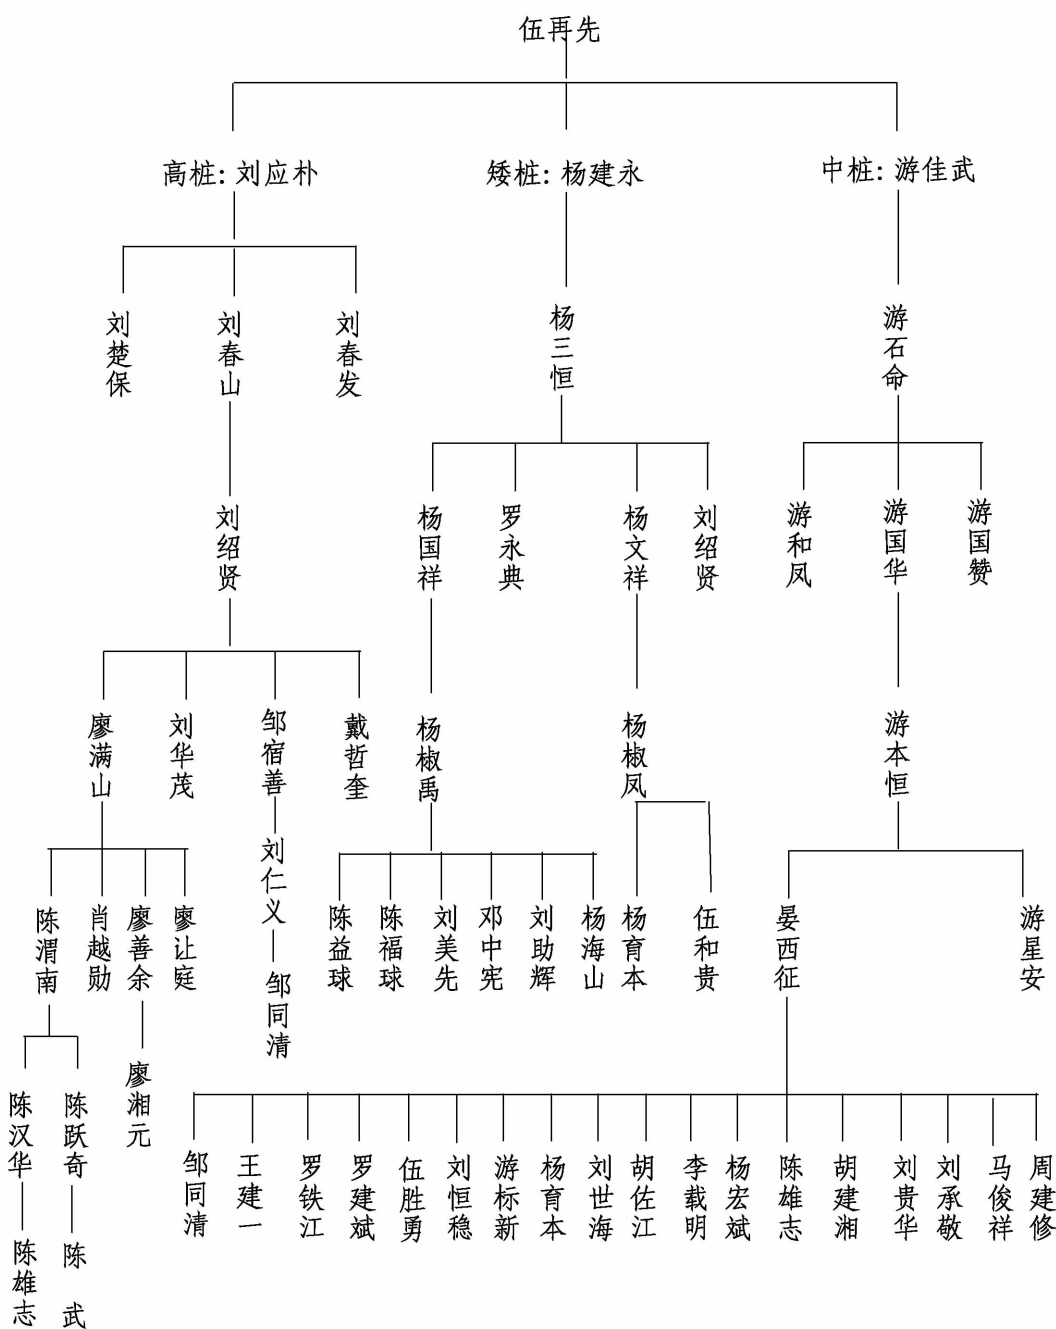 伍再先
高桩:刘应朴
矮桩:杨建永
中桩:游佳武
刘楚保
刘春山
刘春发
杨三恒
游石命
刘绍贤
杨国祥
罗永典
杨文祥
刘绍贤
游和凤
游国华
游国赞
廖满山
刘华茂
邹宿善
戴哲奎
杨椒禹
杨椒凤
游本恒
刘仁义
邹同清
陈渭南
肖越勋
廖善余
廖让庭
陈益球
陈福球
刘美先
邓中宪
刘助辉
杨海山
杨育本
伍和贵
晏西征
游星安
陈汉华
陈跃奇
廖湘元
陈雄志
陈武
邹同清
王建一
罗铁江
罗建斌
伍胜勇
刘恒稳
游标新
杨育本
刘世海
胡佐江
李载明
杨宏斌
陈雄志
胡建湘
刘贵华
刘承敬
马俊祥
周建修